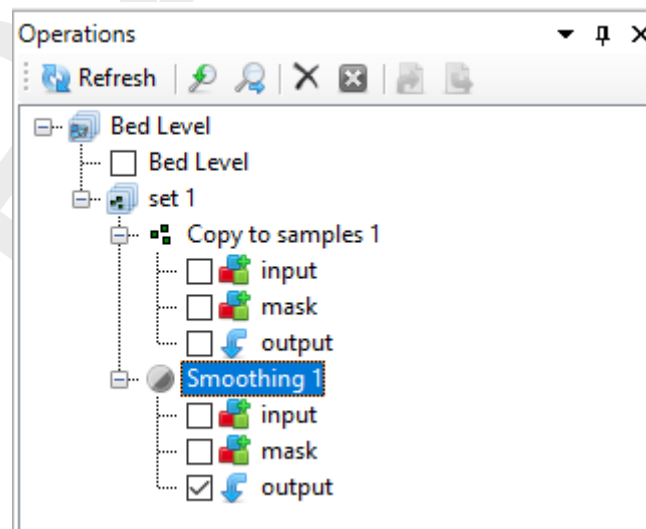 Operations
Refresh
Bed Level
Bed Level
set 1
Copy to samples 1
input
mask
output
Smoothing 1
input
mask
output